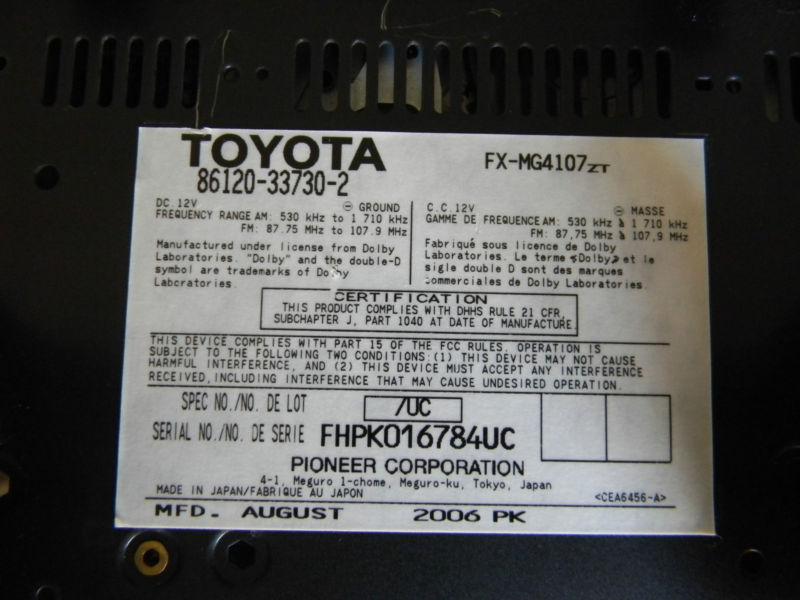 TOYOTA
FX-MG4107ZT
86120-33730-2
DC. 12V ⊖ GROUND
FREQUENCY RANGE AM: 530 kHz to 1 710 kHz
FM: 87.75 MHz to 107.9 MHz
Manufactured under license from Dolby
Laboratories. "Dolby" and the double-D
symbol are trademarks of Dolby
Laboratories.
C.C. 12V ⊖ MASSE
GAMME DE FREQUENCE AM: 530 kHz à 1 710 kHz
FM: 87,75 MHz à 107,9 MHz
Fabriqué sous licence de Dolby
Laboratories. Le terme «Dolby» et le
sigle double D sont des marques
commerciales de Dolby Laboratories.
CERTIFICATION
THIS PRODUCT COMPLIES WITH DHHS RULE 21 CFR,
SUBCHAPTER J, PART 1040 AT DATE OF MANUFACTURE
THIS DEVICE COMPLIES WITH PART 15 OF THE FCC RULES. OPERATION IS
SUBJECT TO THE FOLLOWING TWO CONDITIONS:(1) THIS DEVICE MAY NOT CAUSE
HARMFUL INTERFERENCE, AND (2) THIS DEVICE MUST ACCEPT ANY INTERFERENCE
RECEIVED,INCLUDING INTERFERENCE THAT MAY CAUSE UNDESIRED OPERATION.
SPEC NO./NO. DE LOT /UC
SERIAL NO./NO. DE SERIE FHPK016784UC
PIONEER CORPORATION
4-1, Meguro 1-chome, Meguro-ku, Tokyo, Japan
MADE IN JAPAN/FABRIQUE AU JAPON <CEA6456-A>
MFD. AUGUST 2006 PK